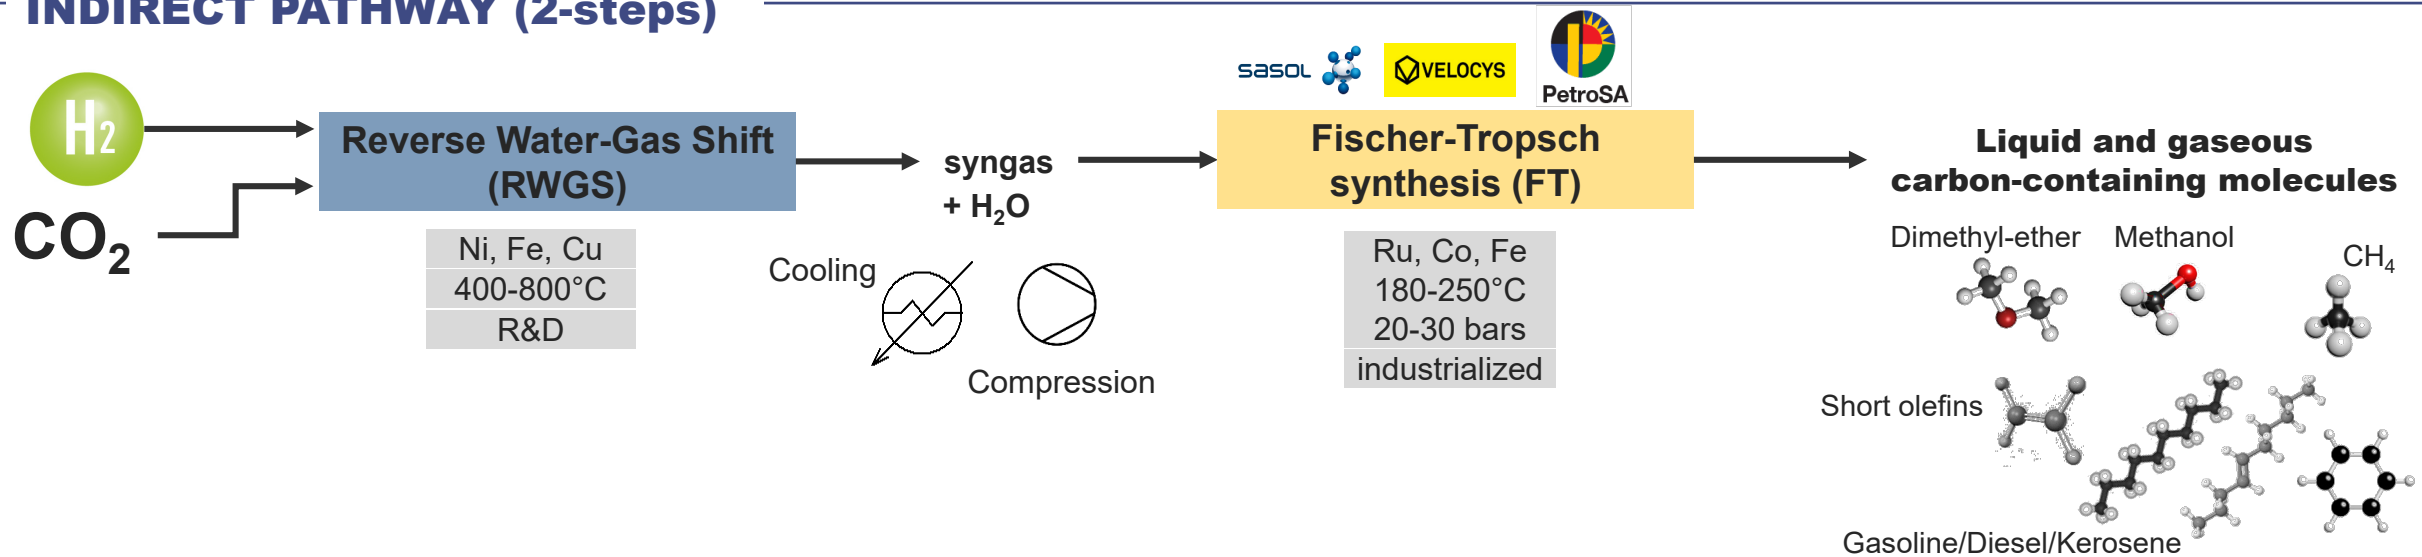 INDIRECT PATHWAY (2-steps)
H2
CO2
Reverse Water-Gas Shift
(RWGS)
Ni, Fe, Cu
400-800°C
R&D
syngas
+ H2O
Cooling
Compression
sasol
VELOCYS
PetroSA
Fischer-Tropsch
synthesis (FT)
Ru, Co, Fe
180-250°C
20-30 bars
industrialized
Liquid and gaseous
carbon-containing molecules
Dimethyl-ether
Methanol
CH4
Short olefins
Gasoline/Diesel/Kerosene